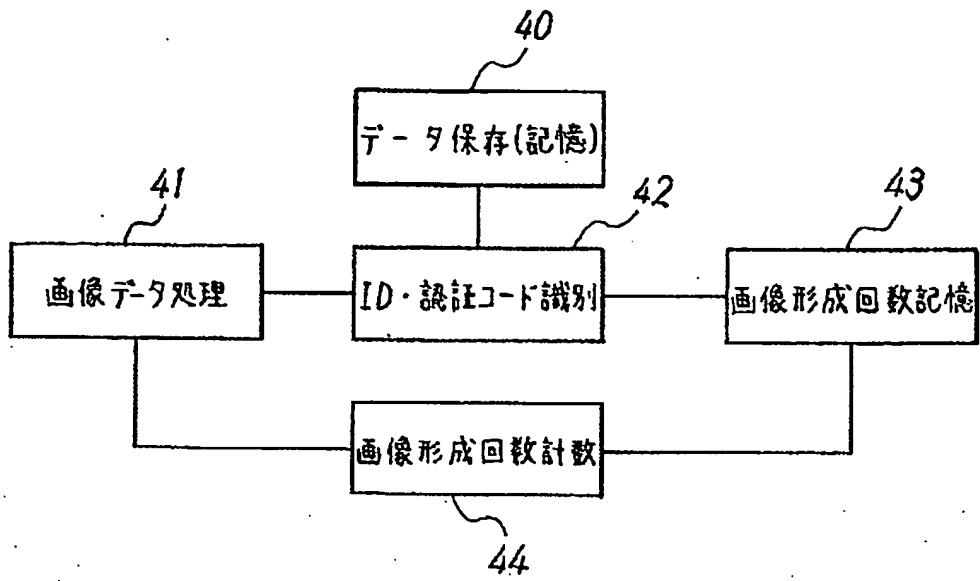 40
データ保存(記憶)
41
42
43
画像データ処理
ID・認証コード識別
画像形成回数記憶
画像形成回数計数
44